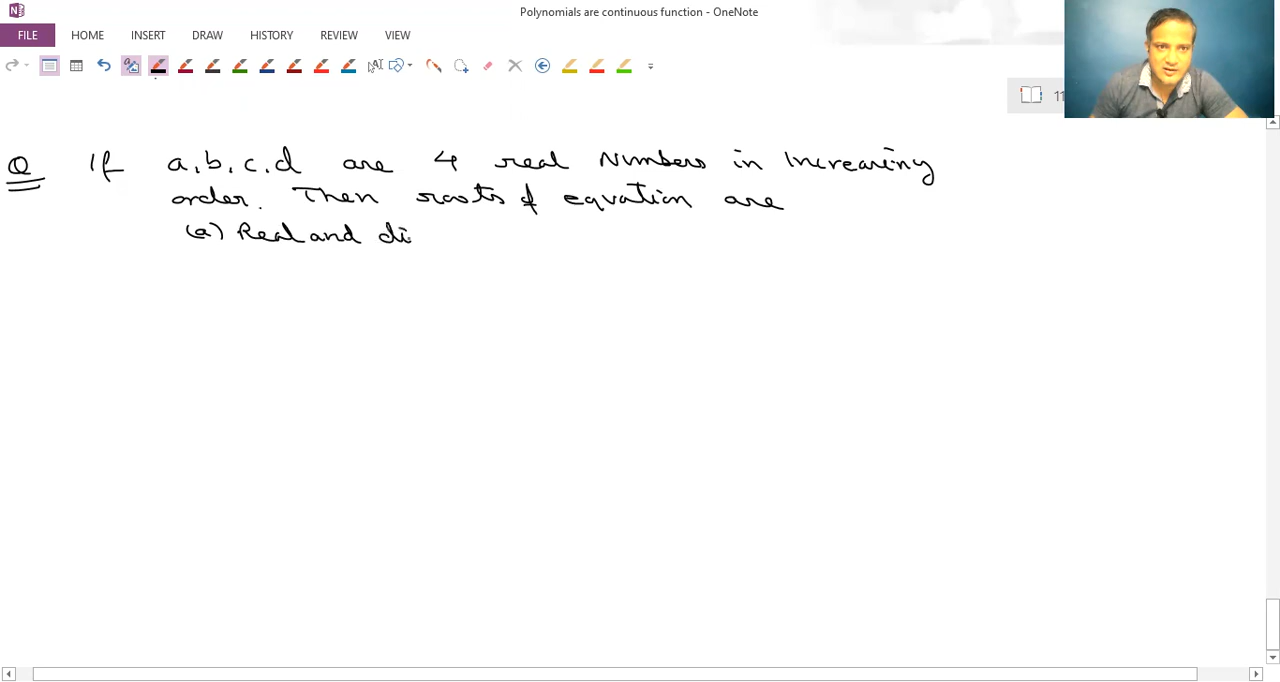 Polynomials are continuous function - OneNote
FILE HOME INSERT DRAW HISTORY REVIEW VIEW
11
Q If a, b, c, d are 4 real Numbers in Increasing
order. Then roots of equation are
(a) Real and di